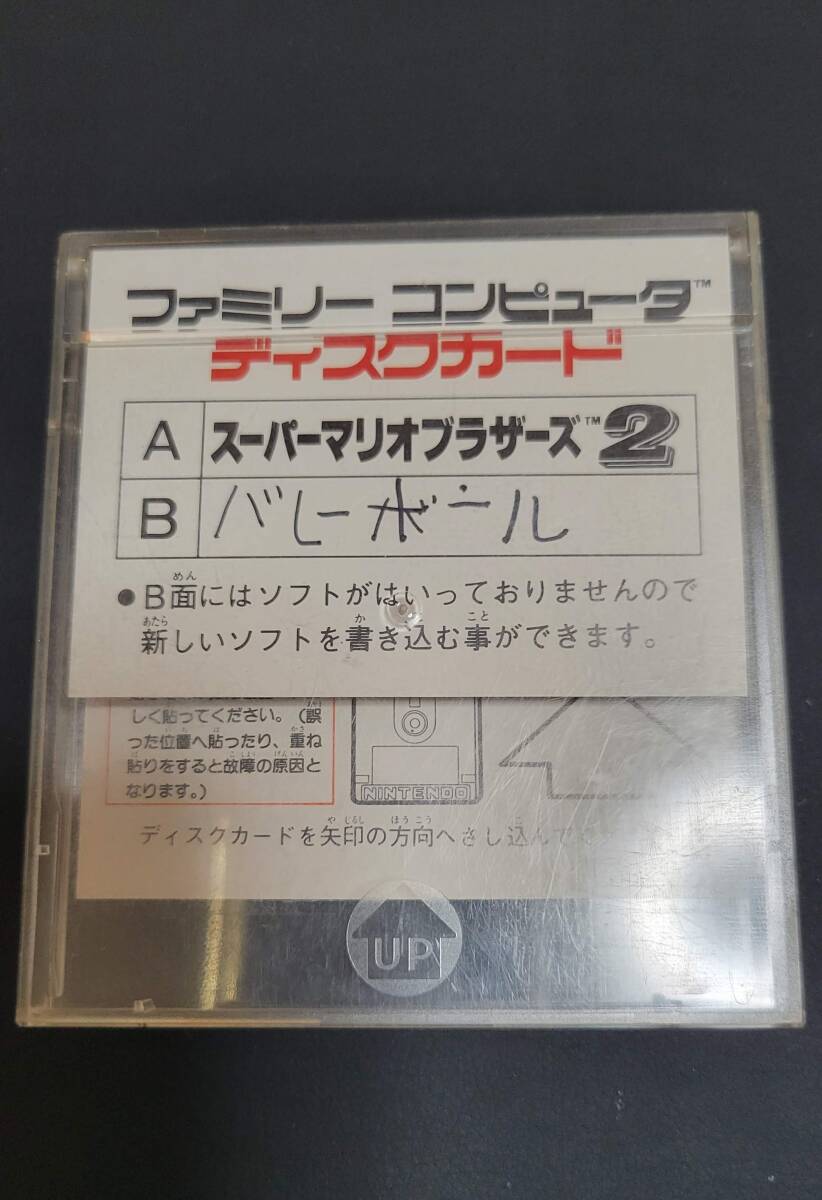 ファミリー コンピュータ™
ディスクカード
A スーパーマリオブラザーズ™2
B バレーボール
●B面にはソフトがはいっておりませんので
新しいソフトを書き込む事ができます。
しく貼ってください。(誤
った位置へ貼ったり、重ね
貼りをすると故障の原因と
なります。)
NINTENDO
ディスクカードを矢印の方向へさし込んで
UP